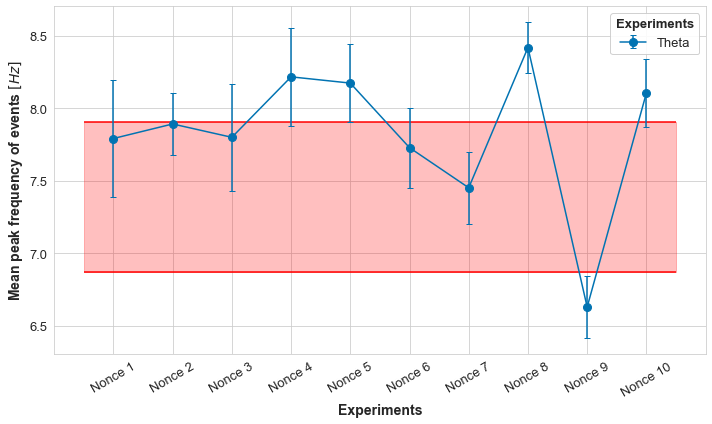 Experiments
Theta
Mean peak frequency of events [Hz]
8.5
8.0
7.5
7.0
6.5
Nonce 1
Nonce 2
Nonce 3
Nonce 4
Nonce 5
Nonce 6
Nonce 7
Nonce 8
Nonce 9
Nonce 10
Experiments